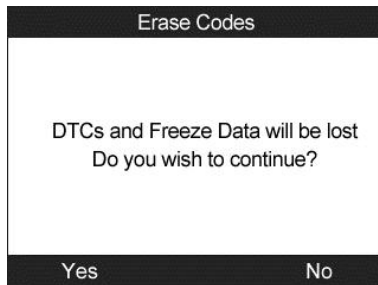 Erase Codes
DTCs and Freeze Data will be lost
Do you wish to continue?
Yes No